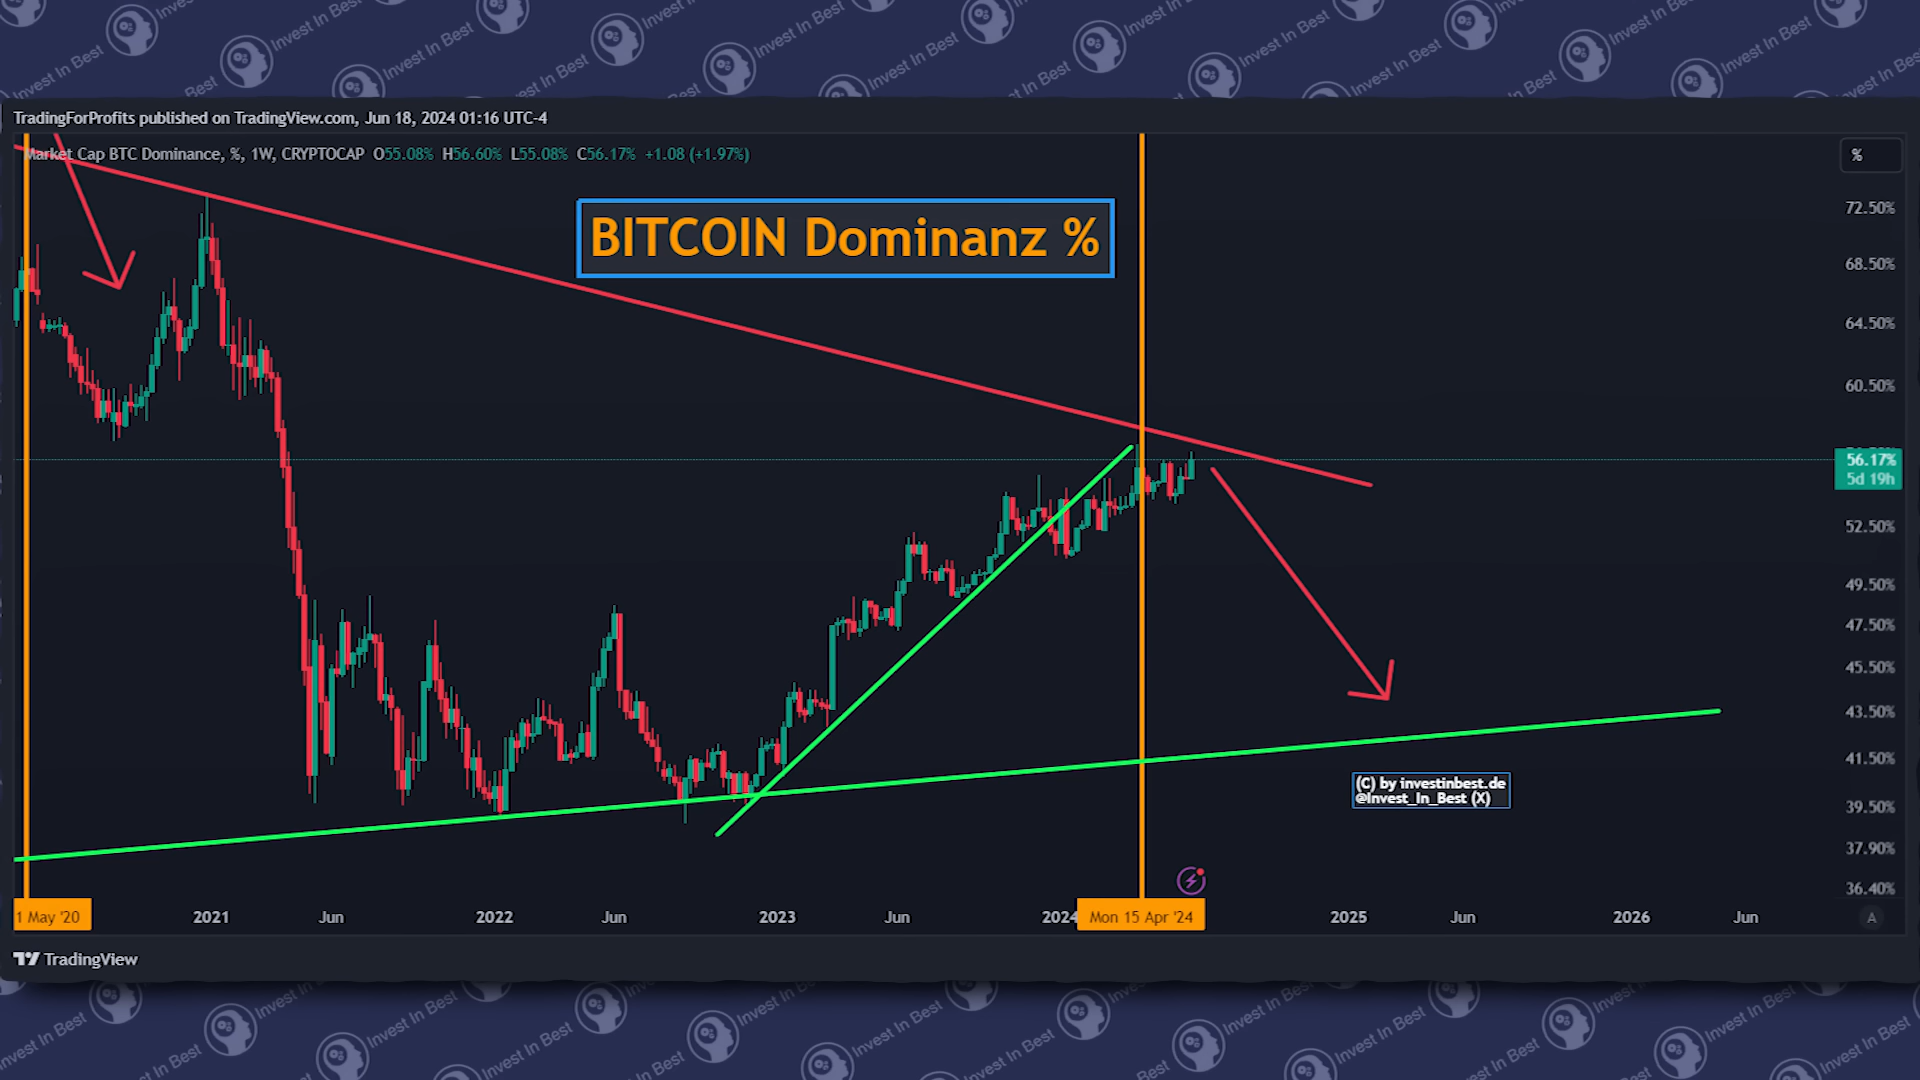 TradingForProfits published on TradingView.com, Jun 18, 2024 01:16 UTC-4
Market Cap BTC Dominance, %, 1W, CRYPTOCAP O55.08% H56.60% L55.08% C56.17% +1.08 (+1.97%)
%
BITCOIN Dominanz %
72.50%
68.50%
64.50%
60.50%
56.17%
5d 19h
52.50%
49.50%
47.50%
45.50%
43.50%
41.50%
39.50%
37.90%
36.40%
(C) by investinbest.de
@Invest_In_Best (X)
1 May '20 2021 Jun 2022 Jun 2023 Jun 2024 Mon 15 Apr '24 2025 Jun 2026 Jun A
TradingView
Invest In Best